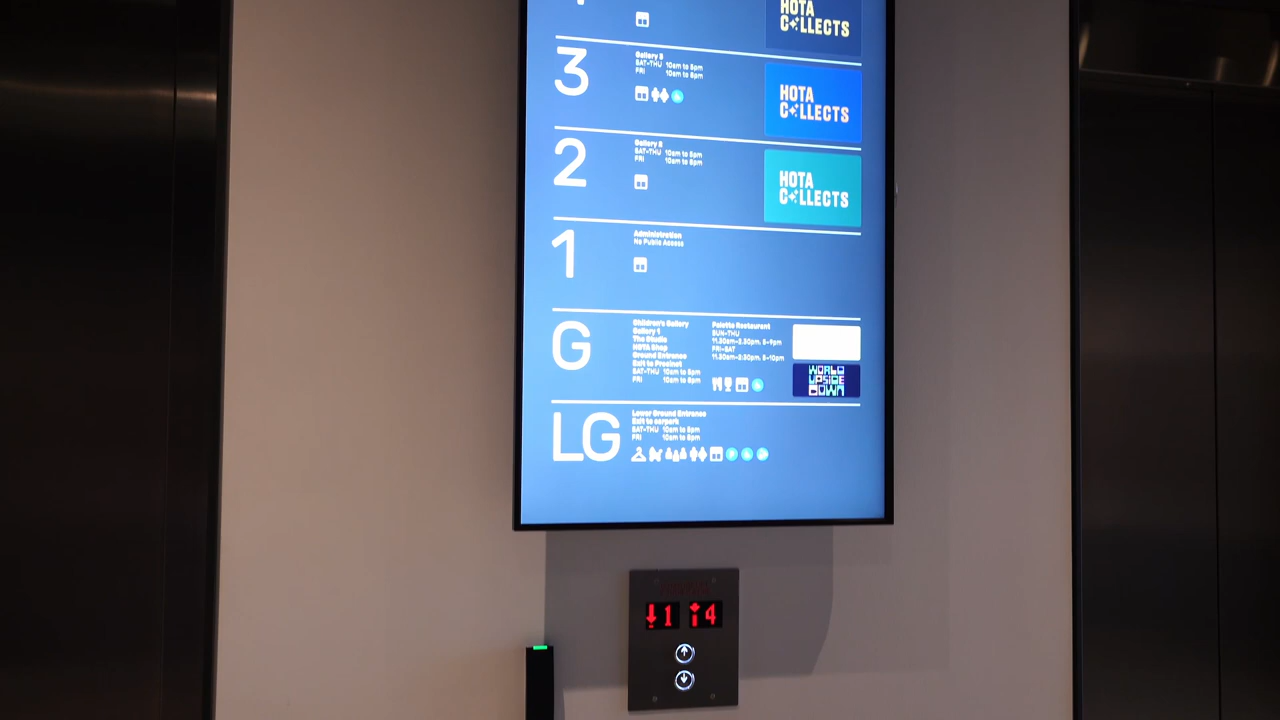 HOTA
COLLECTS
3
Gallery 3
SAT–THU 10am to 5pm
FRI 10am to 8pm
HOTA
COLLECTS
2
Gallery 2
SAT–THU 10am to 5pm
FRI 10am to 8pm
HOTA
COLLECTS
1
Administration
No Public Access
G
Children's Gallery
Gallery 1
The Studio
HOTA Shop
Ground Entrance
Exit to Precinct
SAT–THU 10am to 5pm
FRI 10am to 8pm
Palette Restaurant
SUN–THU
11.30am–2.30pm, 5–9pm
FRI–SAT
11.30am–2:30pm, 5–10pm
WORLD
UPSIDE
DOWN
LG
Lower Ground Entrance
Exit to carpark
SAT–THU 10am to 5pm
FRI 10am to 8pm
1 4